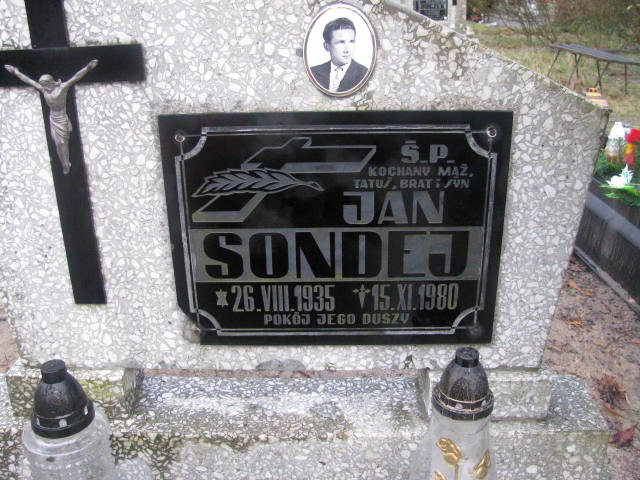 Ś.P.
KOCHANY MĄŻ,
TATUŚ, BRAT I SYN
JAN
SONDEJ
26.VIII.1935 15.XI.1980
POKÓJ JEGO DUSZY